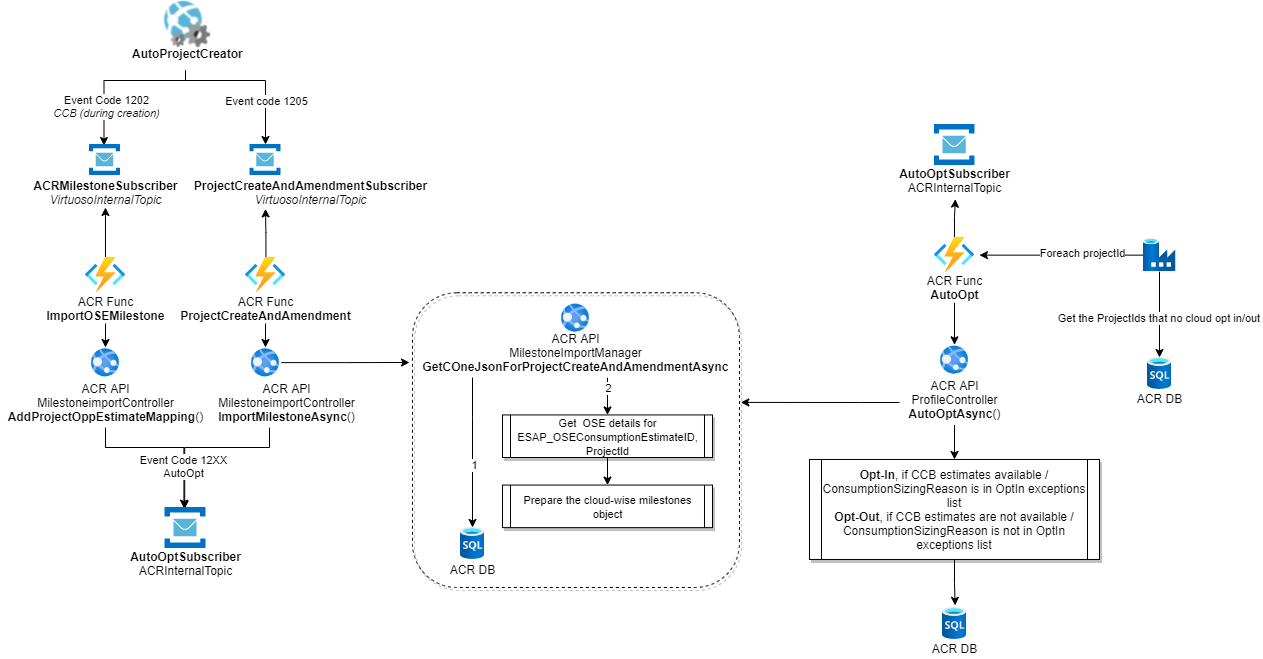 AutoProjectCreator
Event Code 1202
CCB (during creation)
Event code 1205
ACRMilestoneSubscriber
VirtuosoInternalTopic
ProjectCreateAndAmendmentSubscriber
VirtuosoInternalTopic
ACR Func
ImportOSEMilestone
ACR Func
ProjectCreateAndAmendment
ACR API
MilestoneimportController
AddProjectOppEstimateMapping()
ACR API
MilestoneimportController
ImportMilestoneAsync()
Event Code 12XX
AutoOpt
AutoOptSubscriber
ACRInternalTopic
ACR API
MilestoneImportManager
GetCOneJsonForProjectCreateAndAmendmentAsync
2
Get OSE details for
ESAP_OSEConsumptionEstimateID,
ProjectId
1
Prepare the cloud-wise milestones
object
SQL
ACR DB
AutoOptSubscriber
ACRInternalTopic
Foreach projectId
ACR Func
AutoOpt
Get the ProjectIds that no cloud opt in/out
SQL
ACR DB
ACR API
ProfileController
AutoOptAsync()
Opt-In, if CCB estimates available /
ConsumptionSizingReason is in OptIn exceptions
list
Opt-Out, if CCB estimates are not available /
ConsumptionSizingReason is not in OptIn
exceptions list
SQL
ACR DB